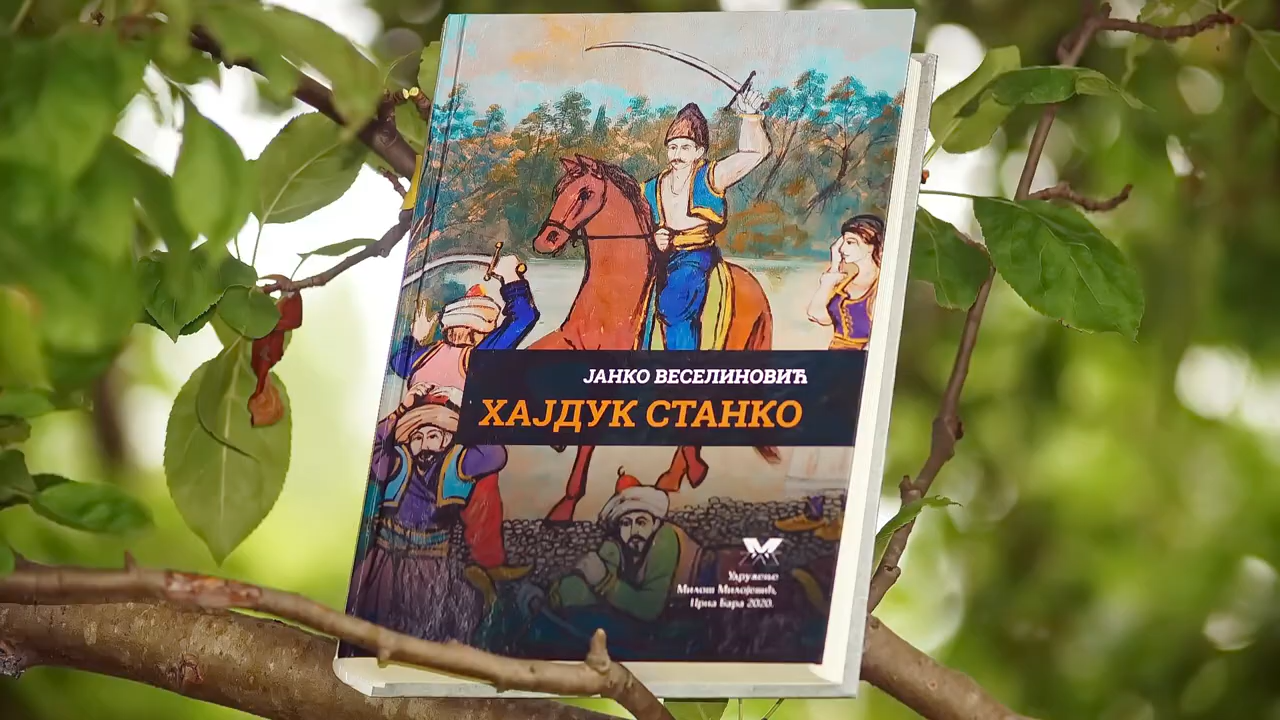 ЈАНКО ВЕСЕЛИНОВИЋ
ХАЈДУК СТАНКО
Удружење
Милош Милојевић,
Црна Бара 2020.